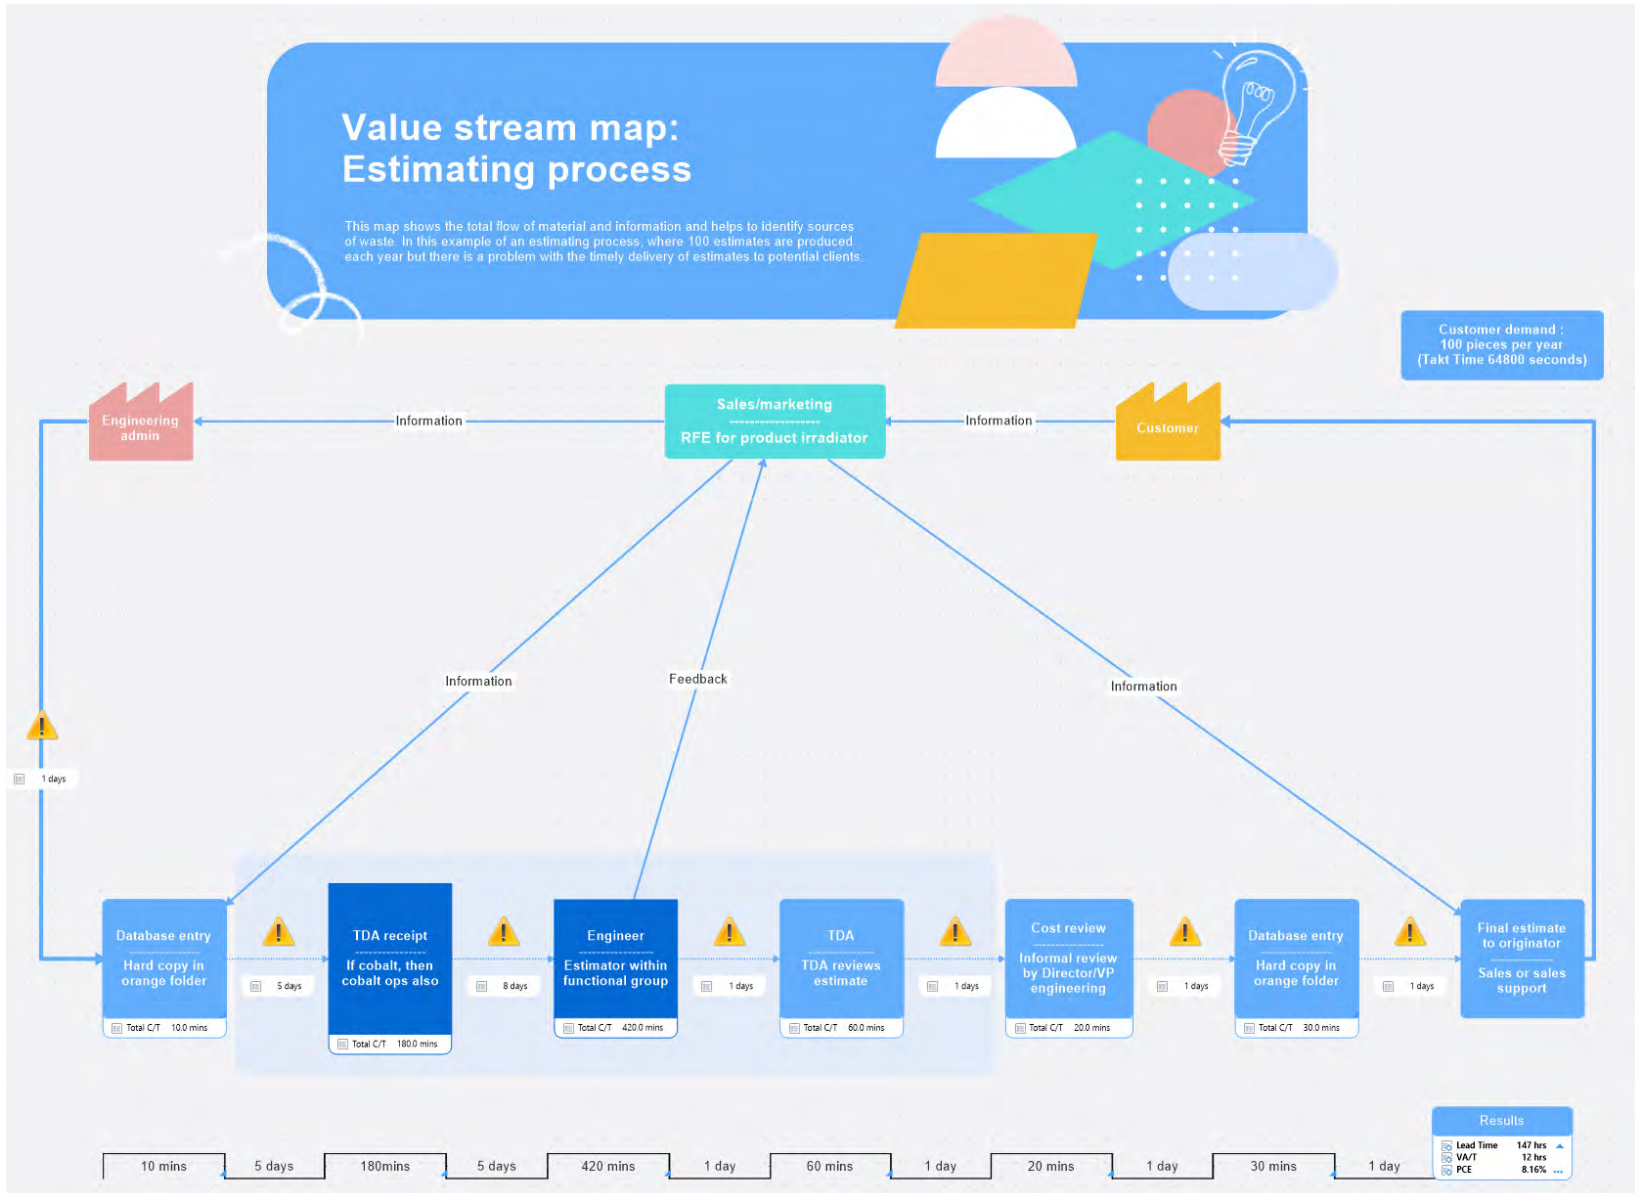 Value stream map:
Estimating process
This map shows the total flow of material and information and helps to identify sources
of waste. In this example of an estimating process, where 100 estimates are produced
each year but there is a problem with the timely delivery of estimates to potential clients.
Customer demand :
100 pieces per year
(Takt Time 64800 seconds)
Engineering
admin
Information
Sales/marketing
RFE for product irradiator
Information
Customer
Information
Feedback
Information
1 days
Database entry
Hard copy in
orange folder
Total C/T 10.0 mins
5 days
TDA receipt
If cobalt, then
cobalt ops also
Total C/T 180.0 mins
8 days
Engineer
Estimator within
functional group
Total C/T 420.0 mins
1 days
TDA
TDA reviews
estimate
Total C/T 60.0 mins
1 days
Cost review
Informal review
by Director/VP
engineering
Total C/T 20.0 mins
1 days
Database entry
Hard copy in
orange folder
Total C/T 30.0 mins
1 days
Final estimate
to originator
Sales or sales
support
10 mins
5 days
180mins
5 days
420 mins
1 day
60 mins
1 day
20 mins
1 day
30 mins
1 day
Results
Lead Time 147 hrs
VA/T 12 hrs
PCE 8.16%